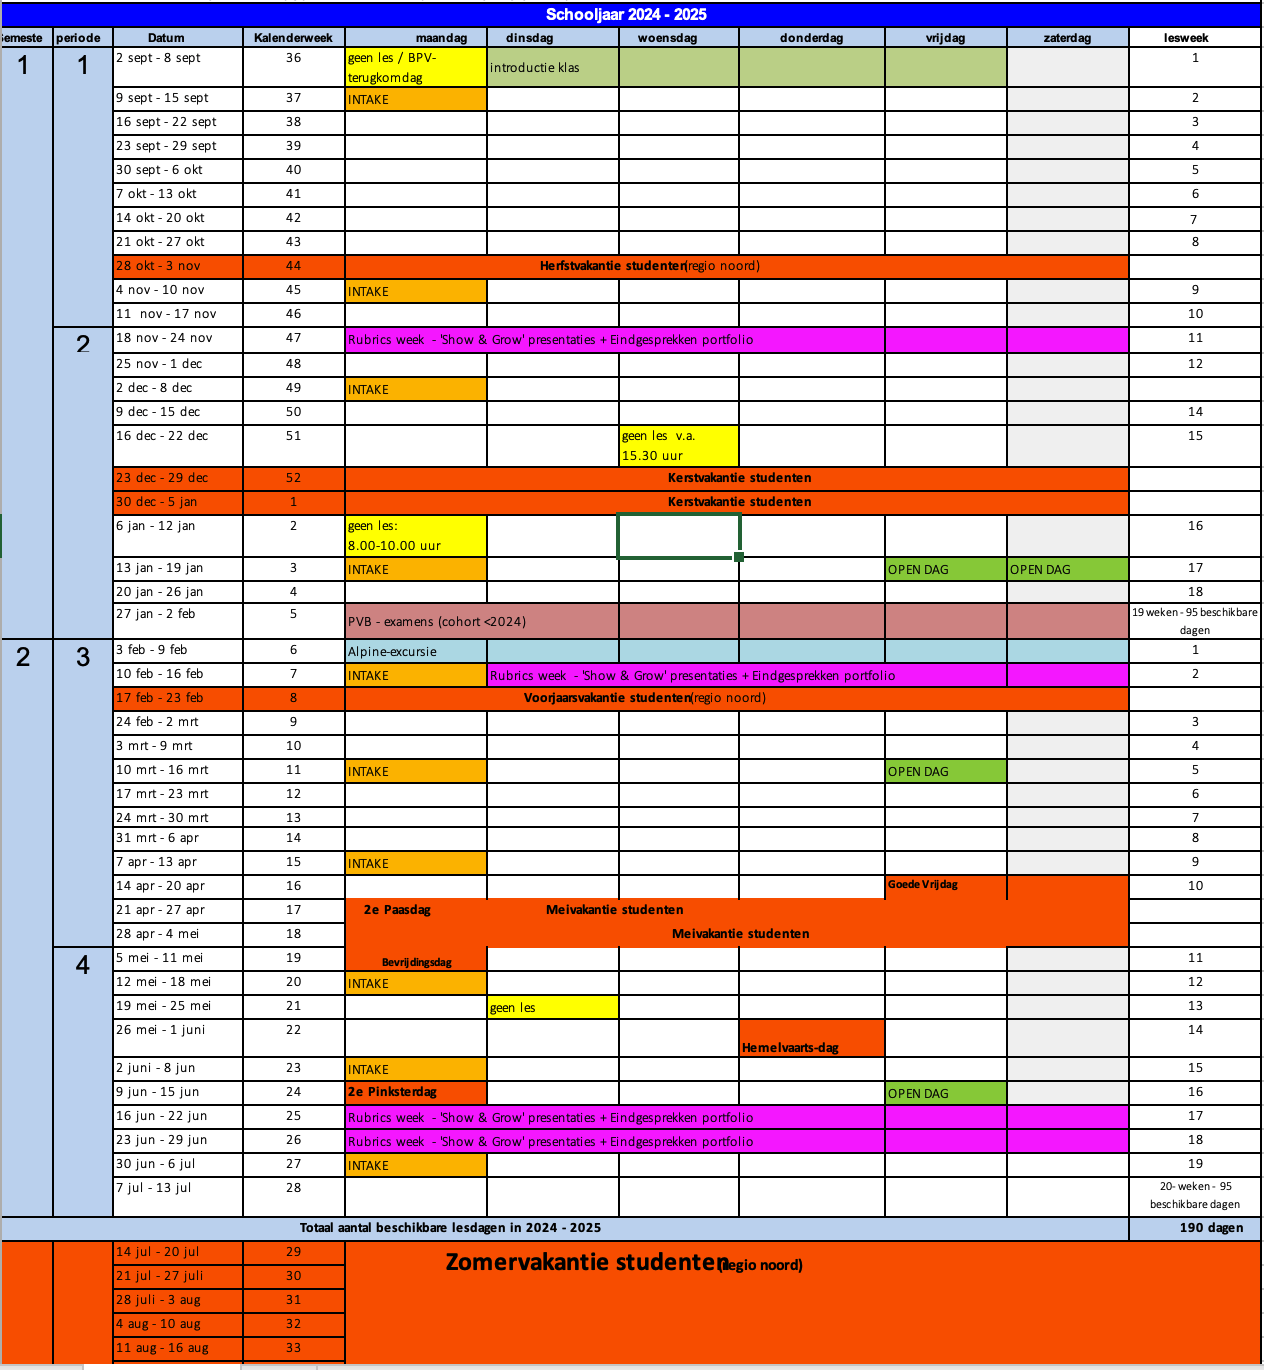 Schooljaar 2024 - 2025
Semeste periode Datum Kalenderweek maandag dinsdag woensdag donderdag vrijdag zaterdag lesweek
1 1 2 sept - 8 sept 36 geen les / BPV-terugkomdag introductie klas 1
9 sept - 15 sept 37 INTAKE 2
16 sept - 22 sept 38 3
23 sept - 29 sept 39 4
30 sept - 6 okt 40 5
7 okt - 13 okt 41 6
14 okt - 20 okt 42 7
21 okt - 27 okt 43 8
28 okt - 3 nov 44 Herfstvakantie studenten (regio noord)
4 nov - 10 nov 45 INTAKE 9
11 nov - 17 nov 46 10
2 18 nov - 24 nov 47 Rubrics week - 'Show & Grow' presentaties + Eindgesprekken portfolio 11
25 nov - 1 dec 48 12
2 dec - 8 dec 49 INTAKE
9 dec - 15 dec 50 14
16 dec - 22 dec 51 geen les v.a. 15.30 uur 15
23 dec - 29 dec 52 Kerstvakantie studenten
30 dec - 5 jan 1 Kerstvakantie studenten
6 jan - 12 jan 2 geen les: 8.00-10.00 uur 16
13 jan - 19 jan 3 INTAKE OPEN DAG OPEN DAG 17
20 jan - 26 jan 4 18
27 jan - 2 feb 5 PVB - examens (cohort <2024) 19 weken - 95 beschikbare dagen
2 3 3 feb - 9 feb 6 Alpine-excursie 1
10 feb - 16 feb 7 INTAKE Rubrics week - 'Show & Grow' presentaties + Eindgesprekken portfolio 2
17 feb - 23 feb 8 Voorjaarsvakantie studenten (regio noord)
24 feb - 2 mrt 9 3
3 mrt - 9 mrt 10 4
10 mrt - 16 mrt 11 INTAKE OPEN DAG 5
17 mrt - 23 mrt 12 6
24 mrt - 30 mrt 13 7
31 mrt - 6 apr 14 8
7 apr - 13 apr 15 INTAKE 9
14 apr - 20 apr 16 Goede Vrijdag 10
21 apr - 27 apr 17 2e Paasdag Meivakantie studenten
28 apr - 4 mei 18 Meivakantie studenten
4 5 mei - 11 mei 19 Bevrijdingsdag 11
12 mei - 18 mei 20 INTAKE 12
19 mei - 25 mei 21 geen les 13
26 mei - 1 juni 22 Hemelvaarts-dag 14
2 juni - 8 jun 23 INTAKE 15
9 jun - 15 jun 24 2e Pinksterdag OPEN DAG 16
16 jun - 22 jun 25 Rubrics week - 'Show & Grow' presentaties + Eindgesprekken portfolio 17
23 jun - 29 jun 26 Rubrics week - 'Show & Grow' presentaties + Eindgesprekken portfolio 18
30 jun - 6 jul 27 INTAKE 19
7 jul - 13 jul 28 20- weken - 95 beschikbare dagen
Totaal aantal beschikbare lesdagen in 2024 - 2025 190 dagen
14 jul - 20 jul 29 Zomervakantie studenten (regio noord)
21 jul - 27 juli 30
28 juli - 3 aug 31
4 aug - 10 aug 32
11 aug - 16 aug 33